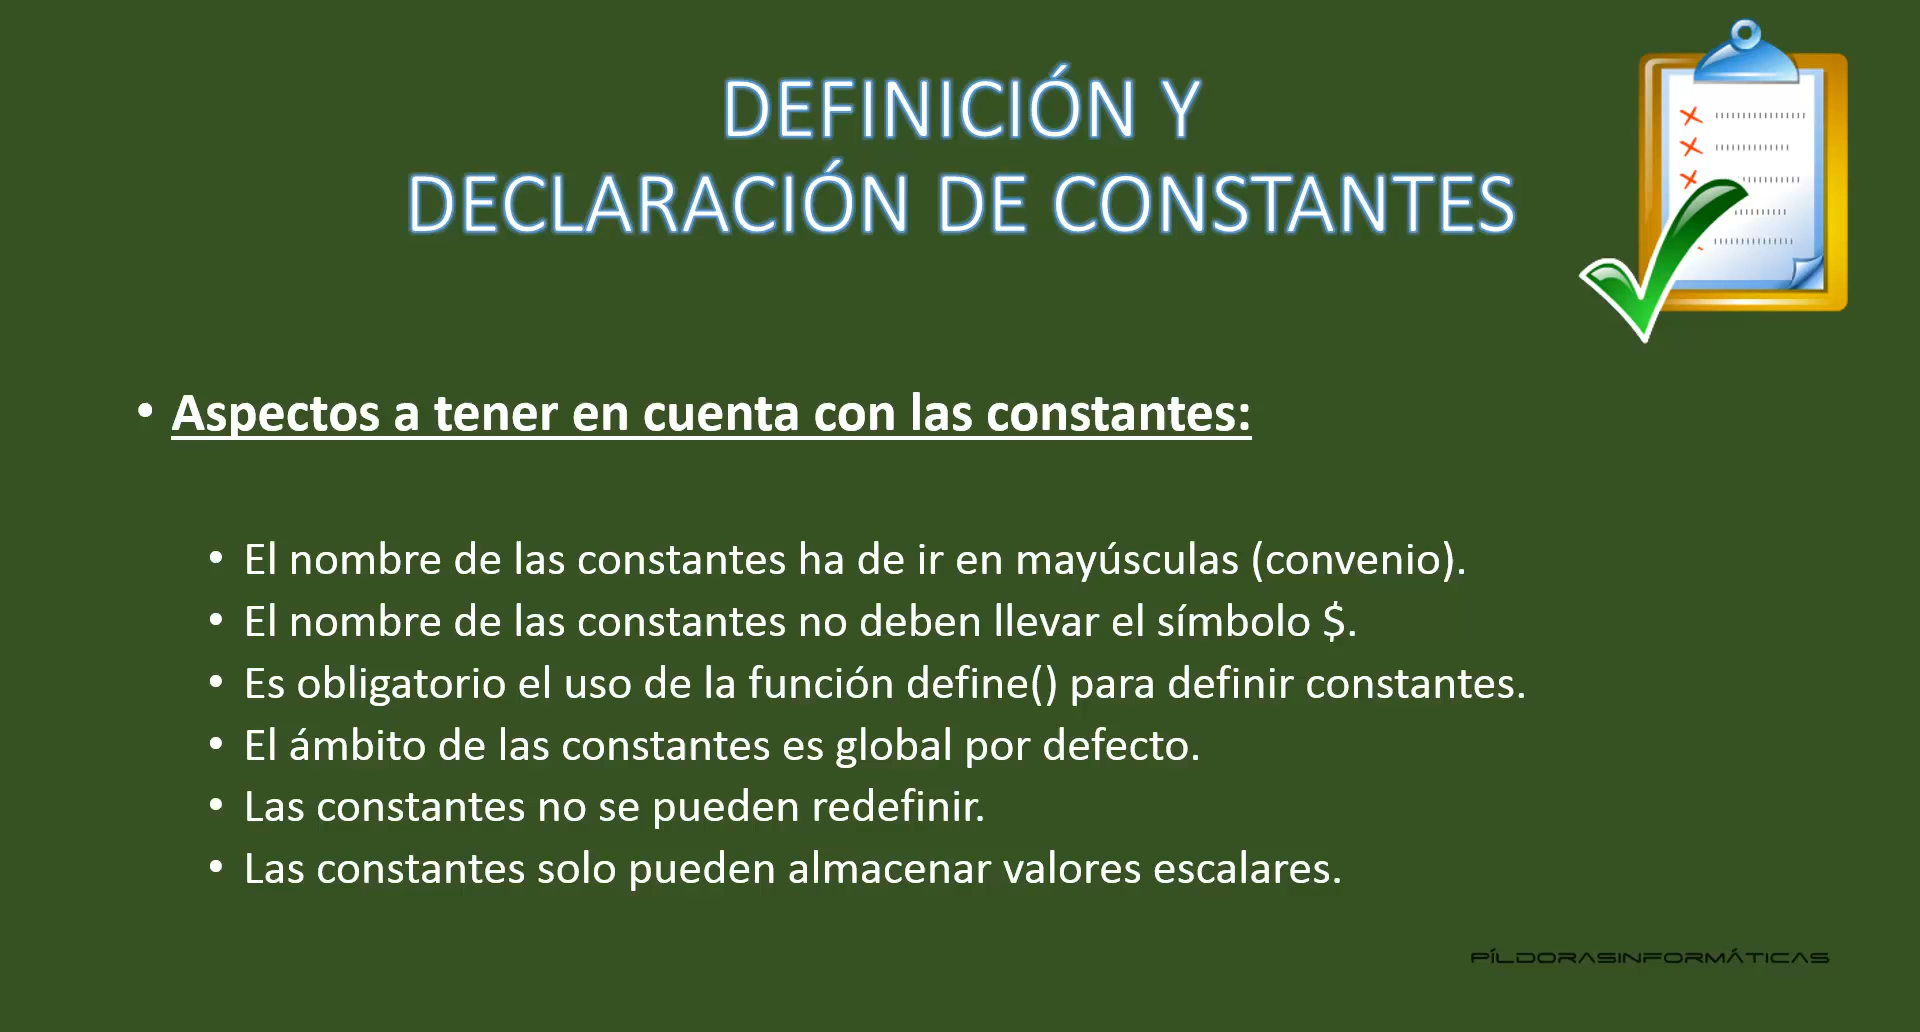 DEFINICIÓN Y
DECLARACIÓN DE CONSTANTES
• Aspectos a tener en cuenta con las constantes:
• El nombre de las constantes ha de ir en mayúsculas (convenio).
• El nombre de las constantes no deben llevar el símbolo $.
• Es obligatorio el uso de la función define() para definir constantes.
• El ámbito de las constantes es global por defecto.
• Las constantes no se pueden redefinir.
• Las constantes solo pueden almacenar valores escalares.
PÍLDORASINFORMÁTICAS